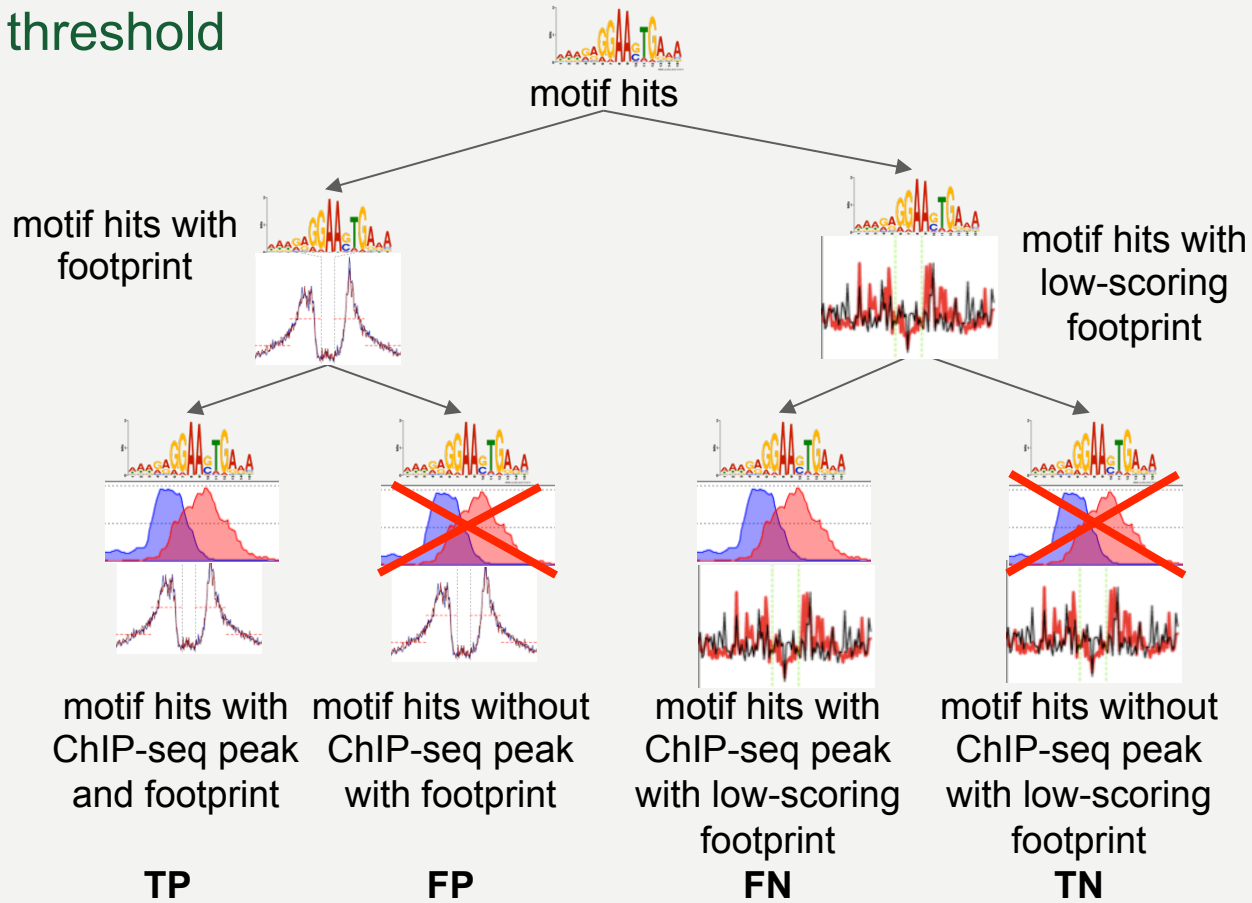 threshold
motif hits
motif hits with
footprint
motif hits with
low-scoring
footprint
motif hits with
ChIP-seq peak
and footprint
motif hits without
ChIP-seq peak
with footprint
motif hits with
ChIP-seq peak
with low-scoring
footprint
motif hits without
ChIP-seq peak
with low-scoring
footprint
TP
FP
FN
TN